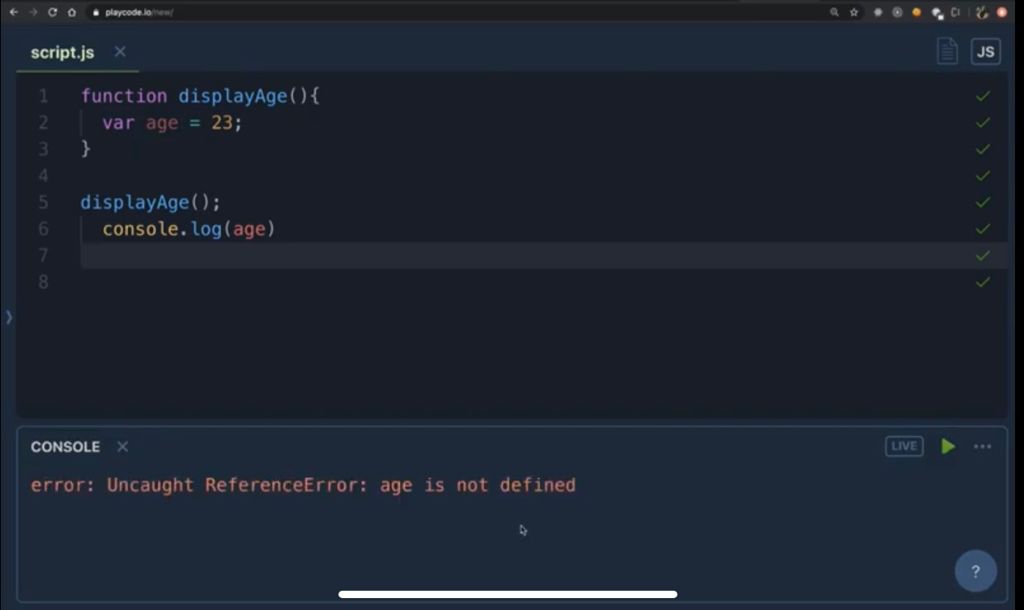 playcode.io/new/
script.js ×
JS
1 function displayAge(){
2   var age = 23;
3 }
4
5 displayAge();
6   console.log(age)
7
8
CONSOLE ×
LIVE
error: Uncaught ReferenceError: age is not defined
?